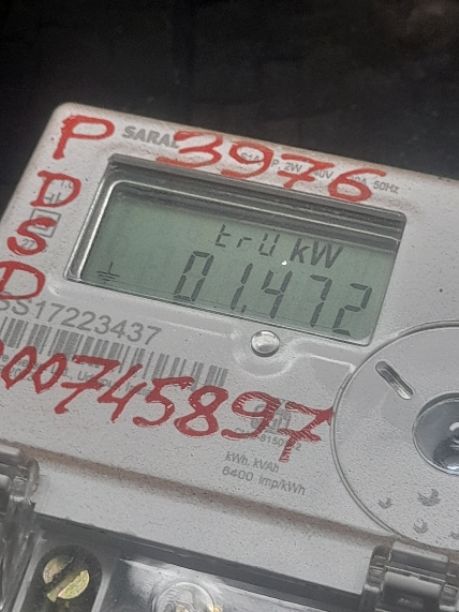 P 3976
SARAL
2W
50Hz
D
S
D
trU kW
01.472
SS17223437
00745897
kWh, kVAh
6400 imp/kWh